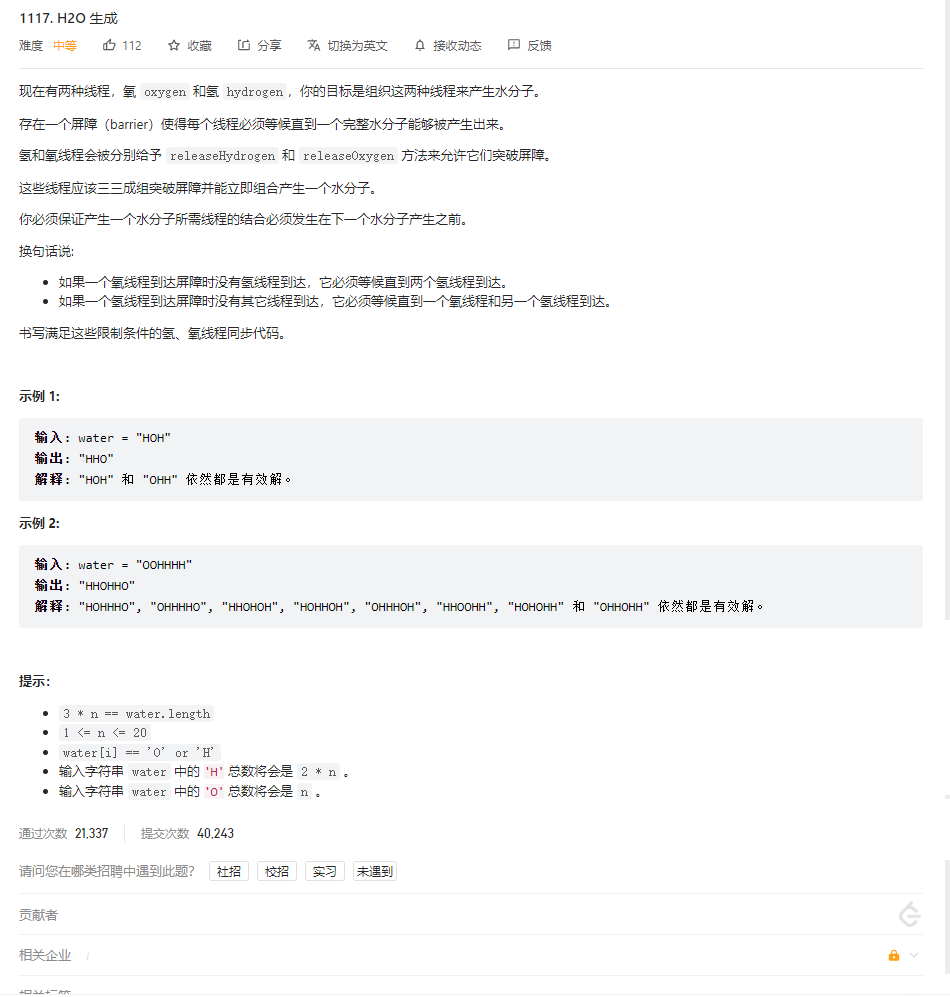 1117. H2O 生成
难度 中等 112 收藏 分享 切换为英文 接收动态 反馈
现在有两种线程，氧 oxygen 和氢 hydrogen，你的目标是组织这两种线程来产生水分子。
存在一个屏障（barrier）使得每个线程必须等候直到一个完整水分子能够被产生出来。
氢和氧线程会被分别给予 releaseHydrogen 和 releaseOxygen 方法来允许它们突破屏障。
这些线程应该三三成组突破屏障并能立即组合产生一个水分子。
你必须保证产生一个水分子所需线程的结合必须发生在下一个水分子产生之前。
换句话说:
• 如果一个氧线程到达屏障时没有氢线程到达，它必须等候直到两个氢线程到达。
• 如果一个氢线程到达屏障时没有其它线程到达，它必须等候直到一个氧线程和另一个氢线程到达。
书写满足这些限制条件的氢、氧线程同步代码。
示例 1:
输入: water = "HOH"
输出: "HHO"
解释: "HOH" 和 "OHH" 依然都是有效解。
示例 2:
输入: water = "OOHHHH"
输出: "HHOHHO"
解释: "HOHHHO", "OHHHHO", "HHOHOH", "HOHHOH", "OHHHOH", "HHOOHH", "HOHOHH" 和 "OHHOHH" 依然都是有效解。
提示：
• 3 * n == water.length
• 1 <= n <= 20
• water[i] == 'O' or 'H'
• 输入字符串 water 中的 'H' 总数将会是 2 * n 。
• 输入字符串 water 中的 'O' 总数将会是 n 。
通过次数 21,337 提交次数 40,243
请问您在哪类招聘中遇到此题？ 社招 校招 实习 未遇到
贡献者
相关企业 i